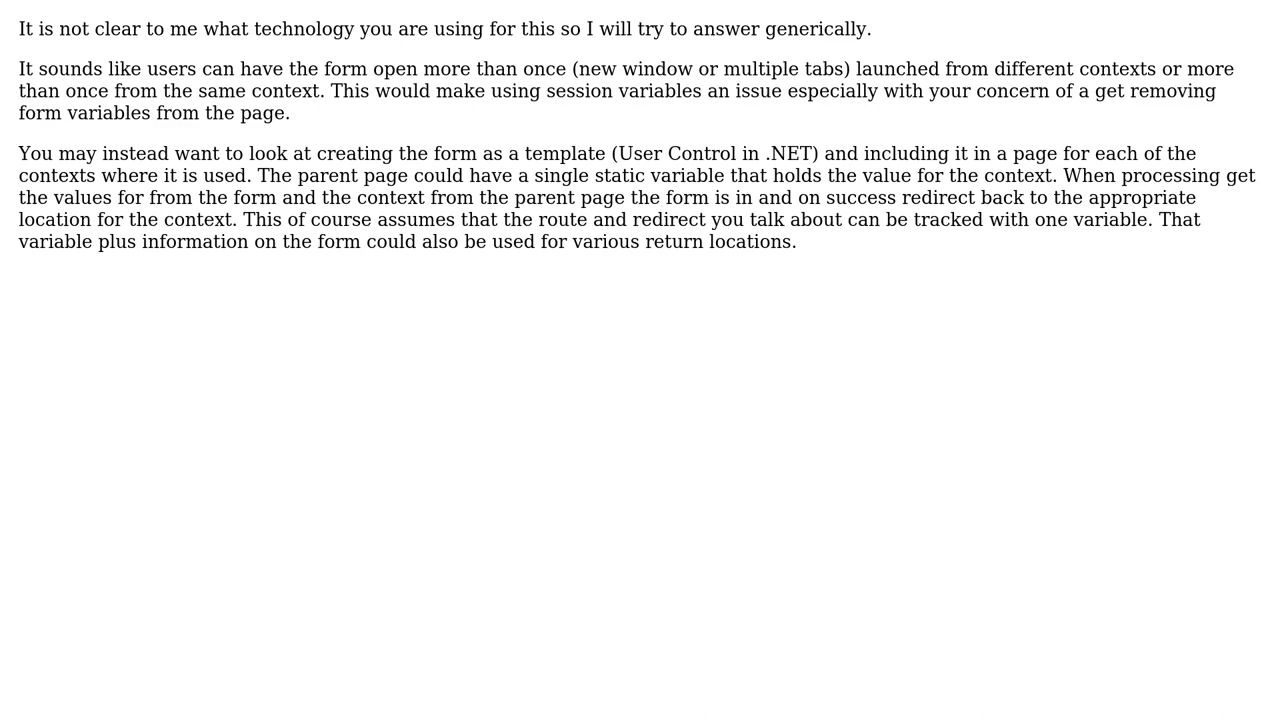 It is not clear to me what technology you are using for this so I will try to answer generically.
It sounds like users can have the form open more than once (new window or multiple tabs) launched from different contexts or more
than once from the same context. This would make using session variables an issue especially with your concern of a get removing
form variables from the page.
You may instead want to look at creating the form as a template (User Control in .NET) and including it in a page for each of the
contexts where it is used. The parent page could have a single static variable that holds the value for the context. When processing get
the values for from the form and the context from the parent page the form is in and on success redirect back to the appropriate
location for the context. This of course assumes that the route and redirect you talk about can be tracked with one variable. That
variable plus information on the form could also be used for various return locations.